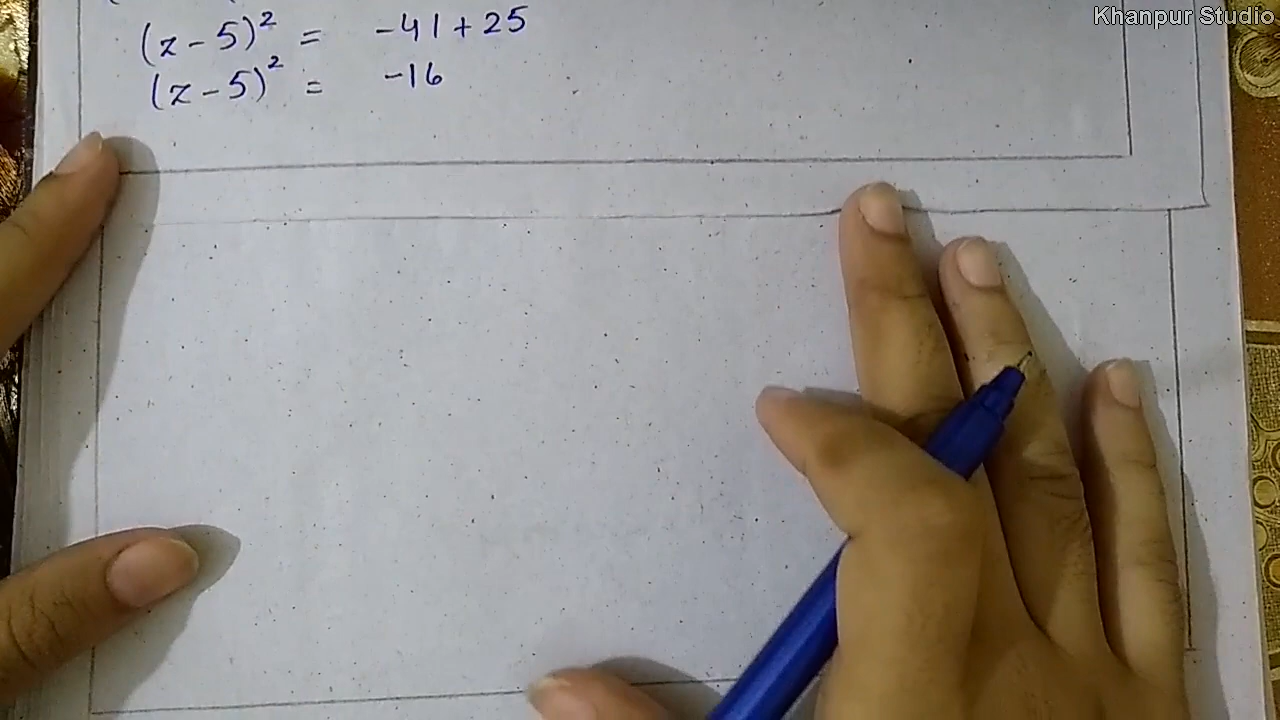 Khanpur Studio
(z - 5)² = -41 + 25
(z - 5)² = -16